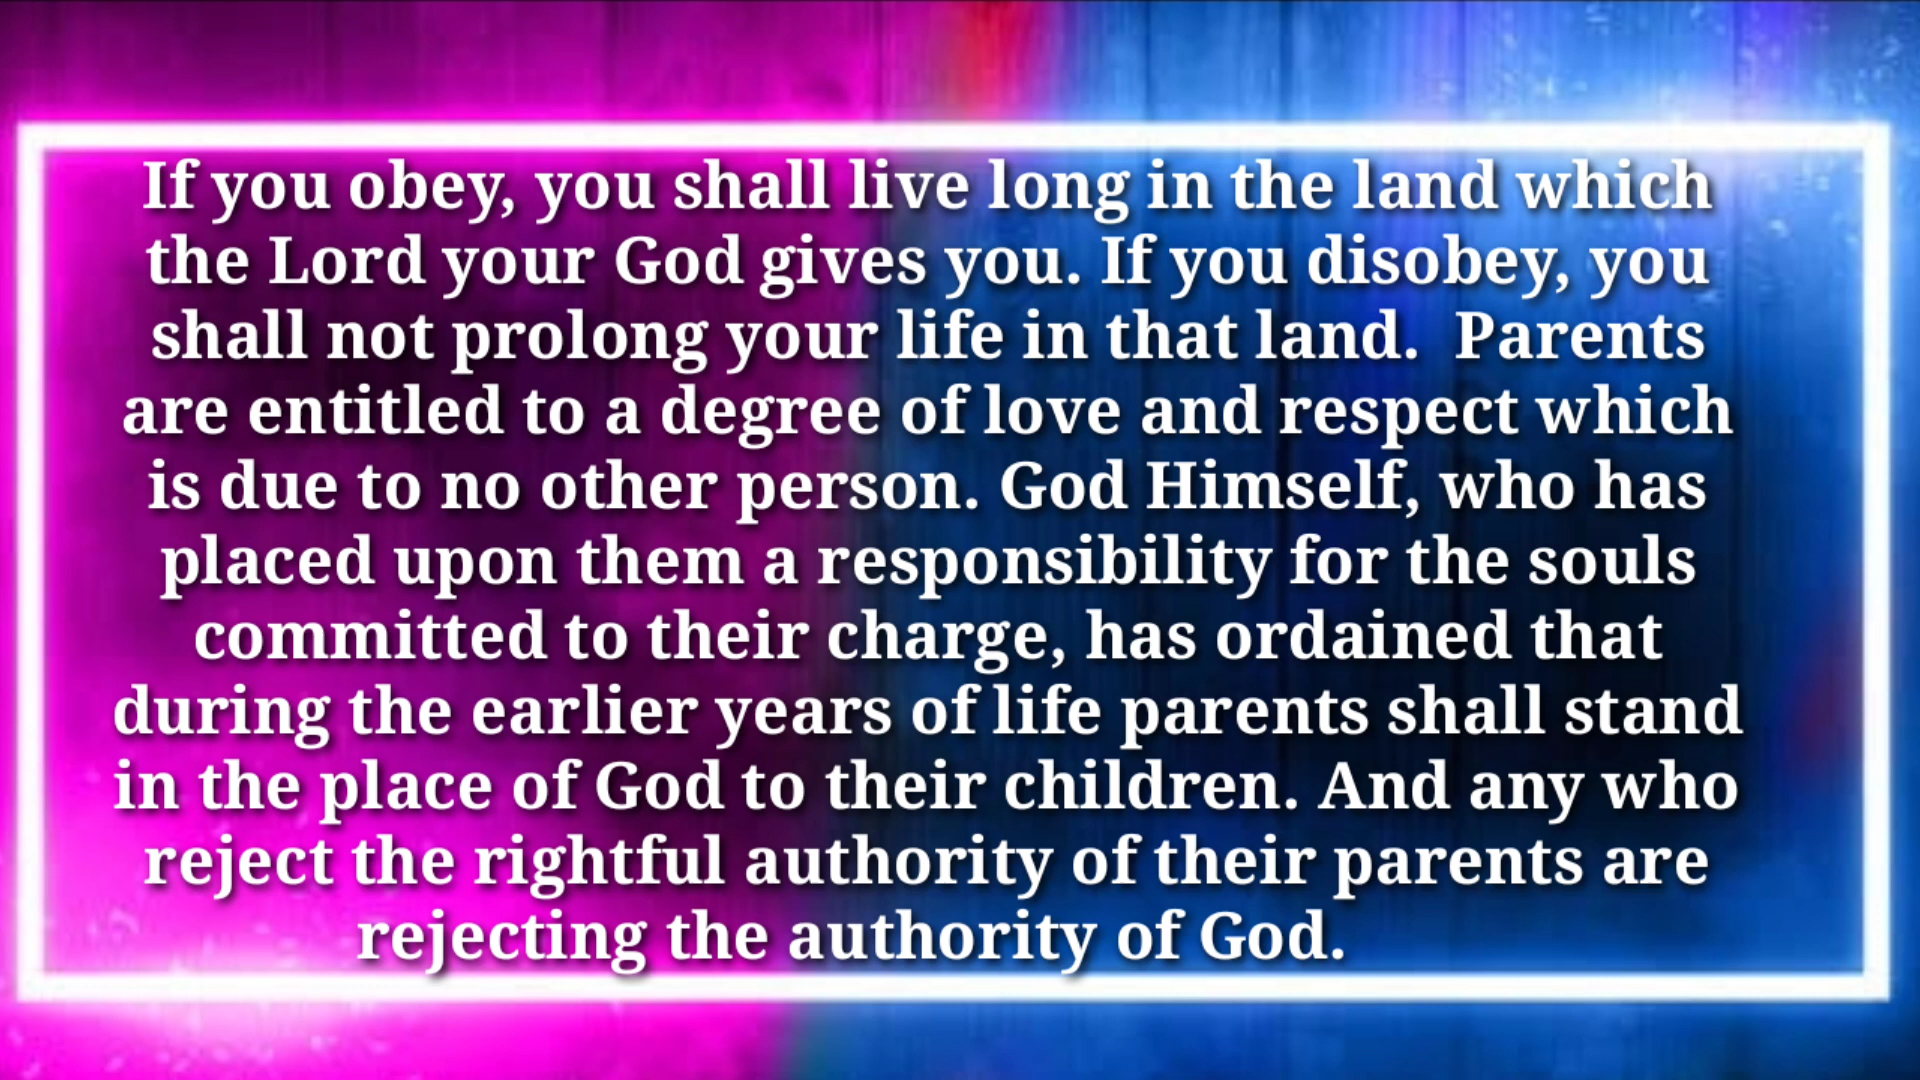 If you obey, you shall live long in the land which
the Lord your God gives you. If you disobey, you
shall not prolong your life in that land.  Parents
are entitled to a degree of love and respect which
is due to no other person. God Himself, who has
placed upon them a responsibility for the souls
committed to their charge, has ordained that
during the earlier years of life parents shall stand
in the place of God to their children. And any who
reject the rightful authority of their parents are
rejecting the authority of God.